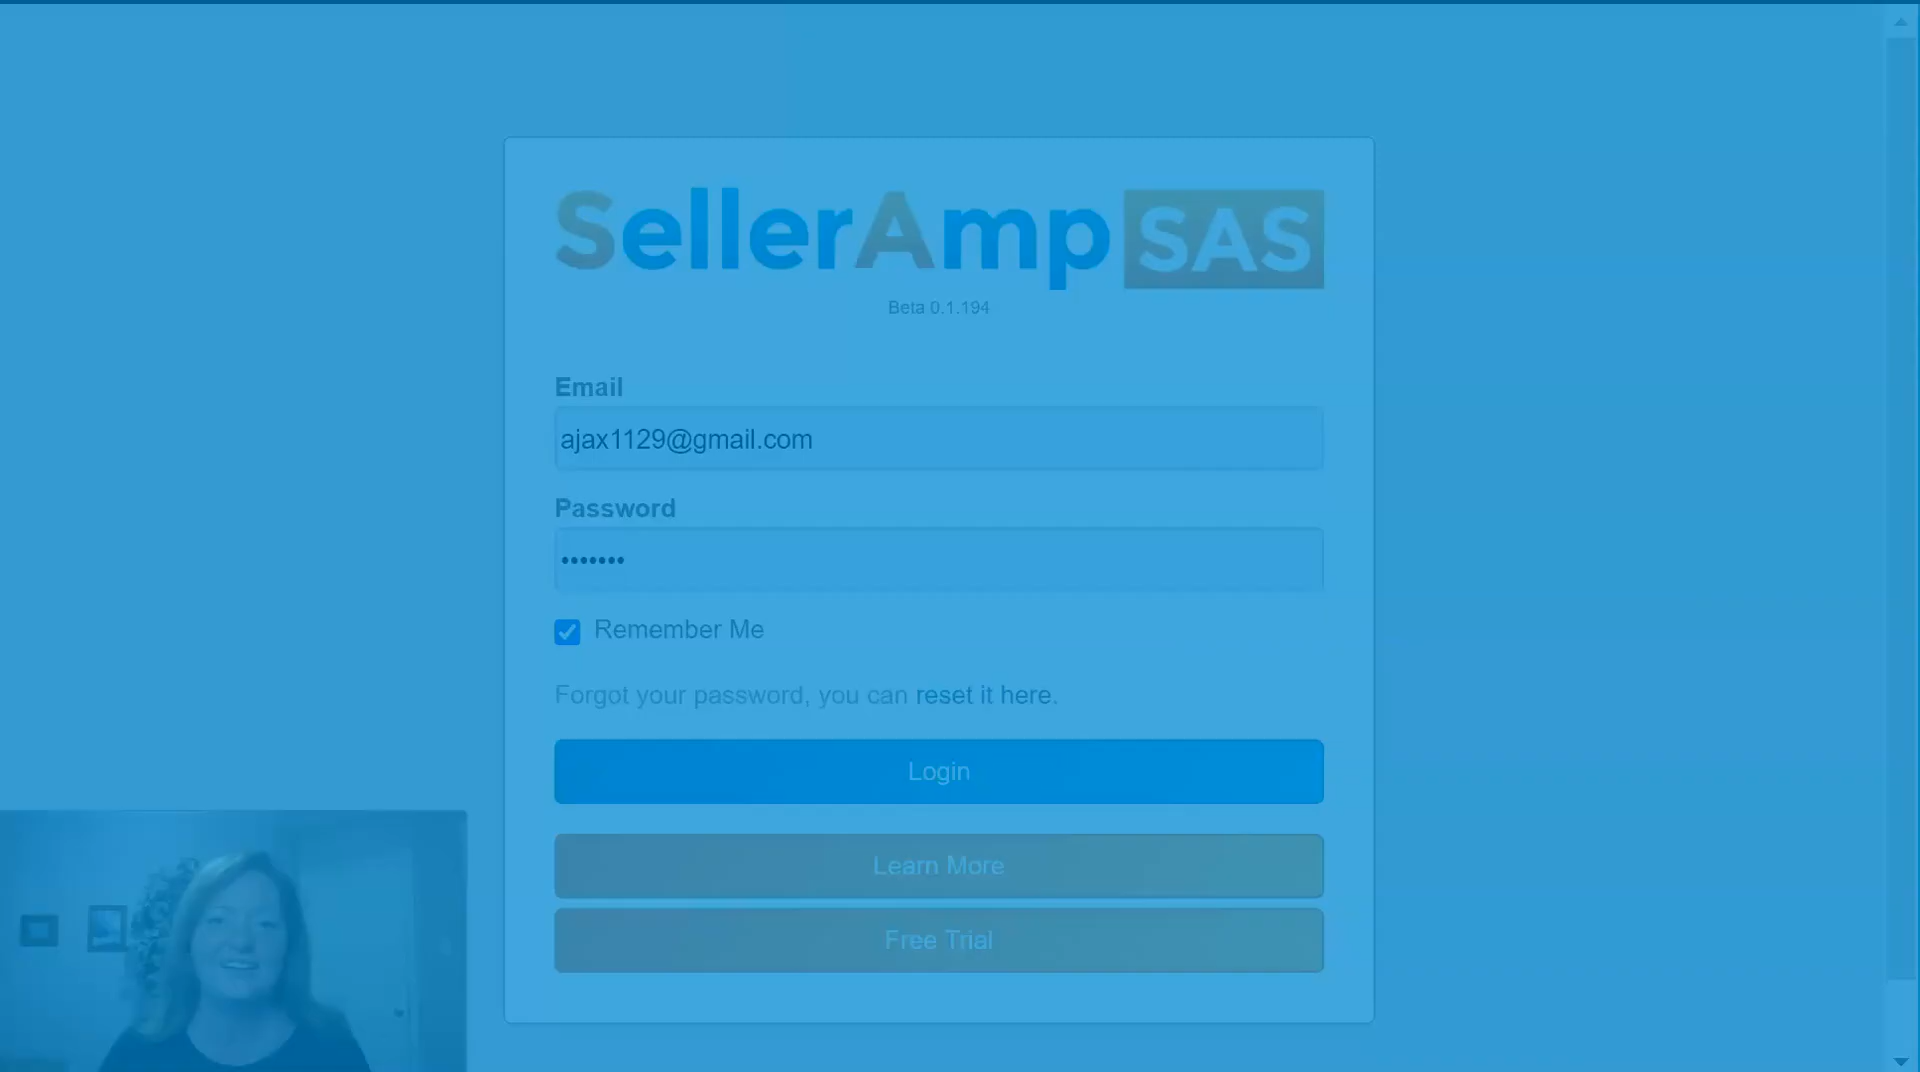 SellerAmp SAS
Beta 0.1.194
Email
ajax1129@gmail.com
Password
•••••••
Remember Me
Forgot your password, you can reset it here.
Login
Learn More
Free Trial